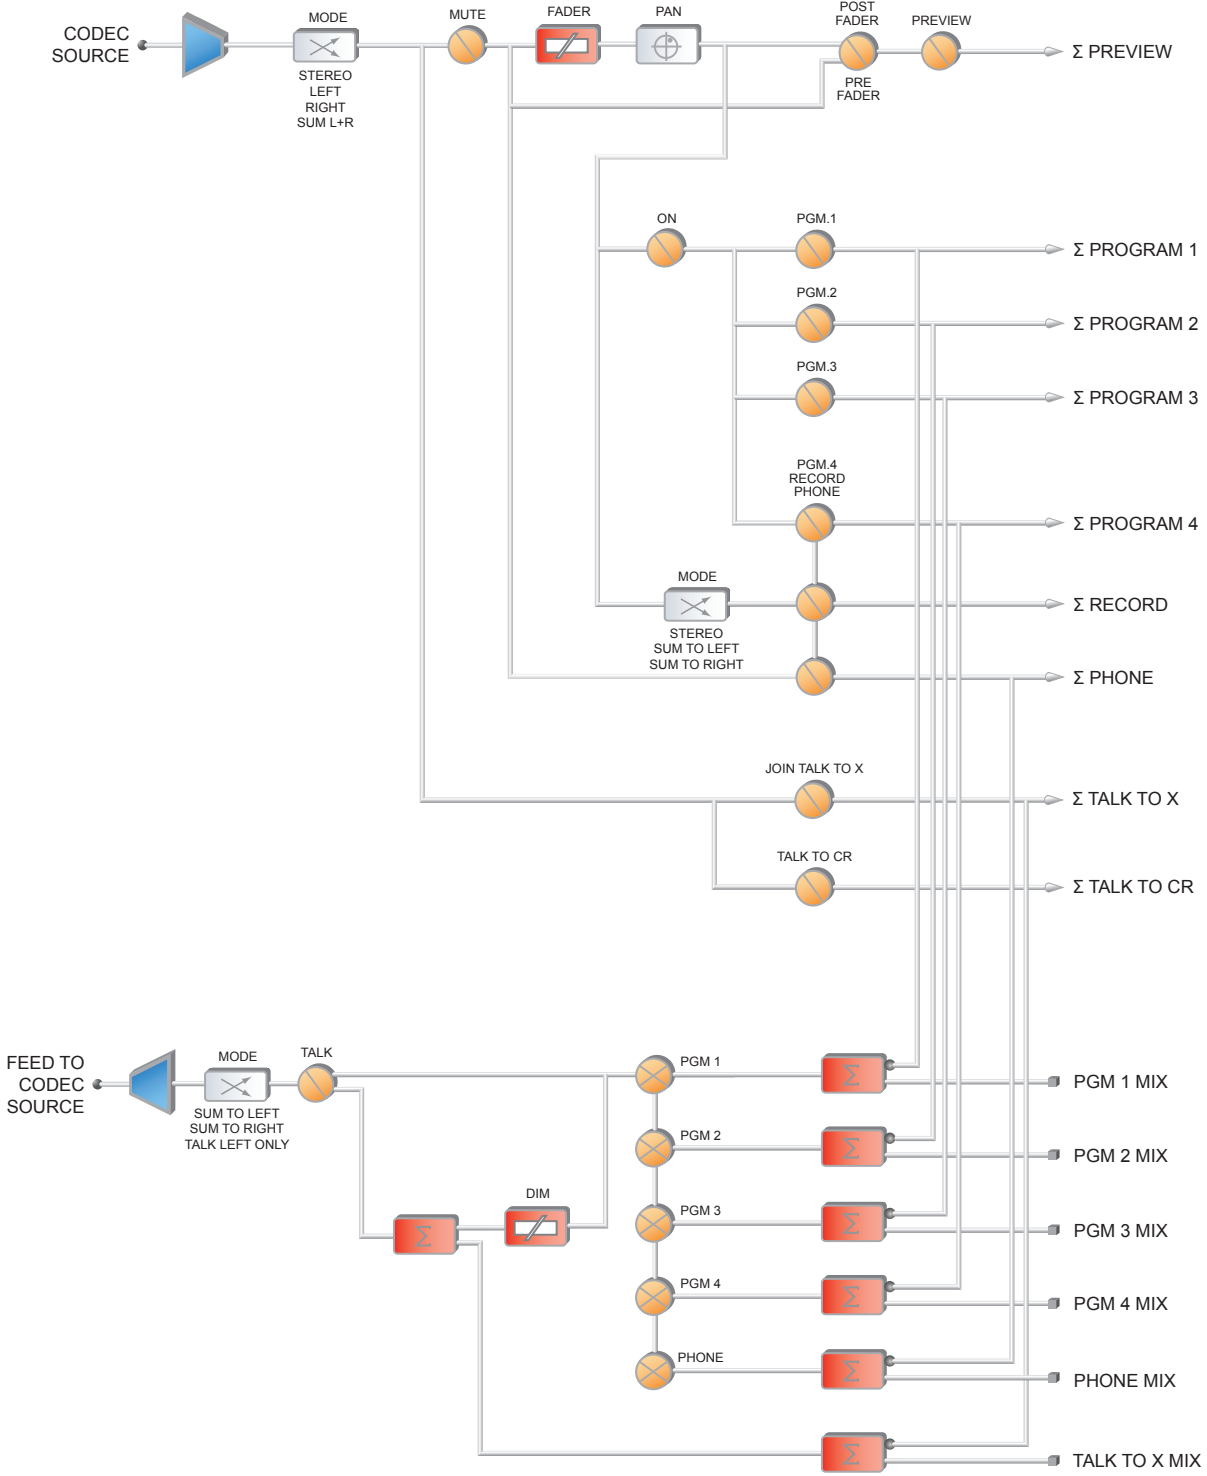 CODEC
SOURCE
MODE
STEREO
LEFT
RIGHT
SUM L+R
MUTE
FADER
PAN
POST
FADER
PRE
FADER
PREVIEW
Σ PREVIEW
ON
PGM.1
Σ PROGRAM 1
PGM.2
Σ PROGRAM 2
PGM.3
Σ PROGRAM 3
PGM.4
RECORD
PHONE
Σ PROGRAM 4
MODE
STEREO
SUM TO LEFT
SUM TO RIGHT
Σ RECORD
Σ PHONE
JOIN TALK TO X
Σ TALK TO X
TALK TO CR
Σ TALK TO CR
FEED TO
CODEC
SOURCE
MODE
SUM TO LEFT
SUM TO RIGHT
TALK LEFT ONLY
TALK
Σ
DIM
PGM 1
Σ
PGM 1 MIX
PGM 2
Σ
PGM 2 MIX
PGM 3
Σ
PGM 3 MIX
PGM 4
Σ
PGM 4 MIX
PHONE
Σ
PHONE MIX
Σ
TALK TO X MIX